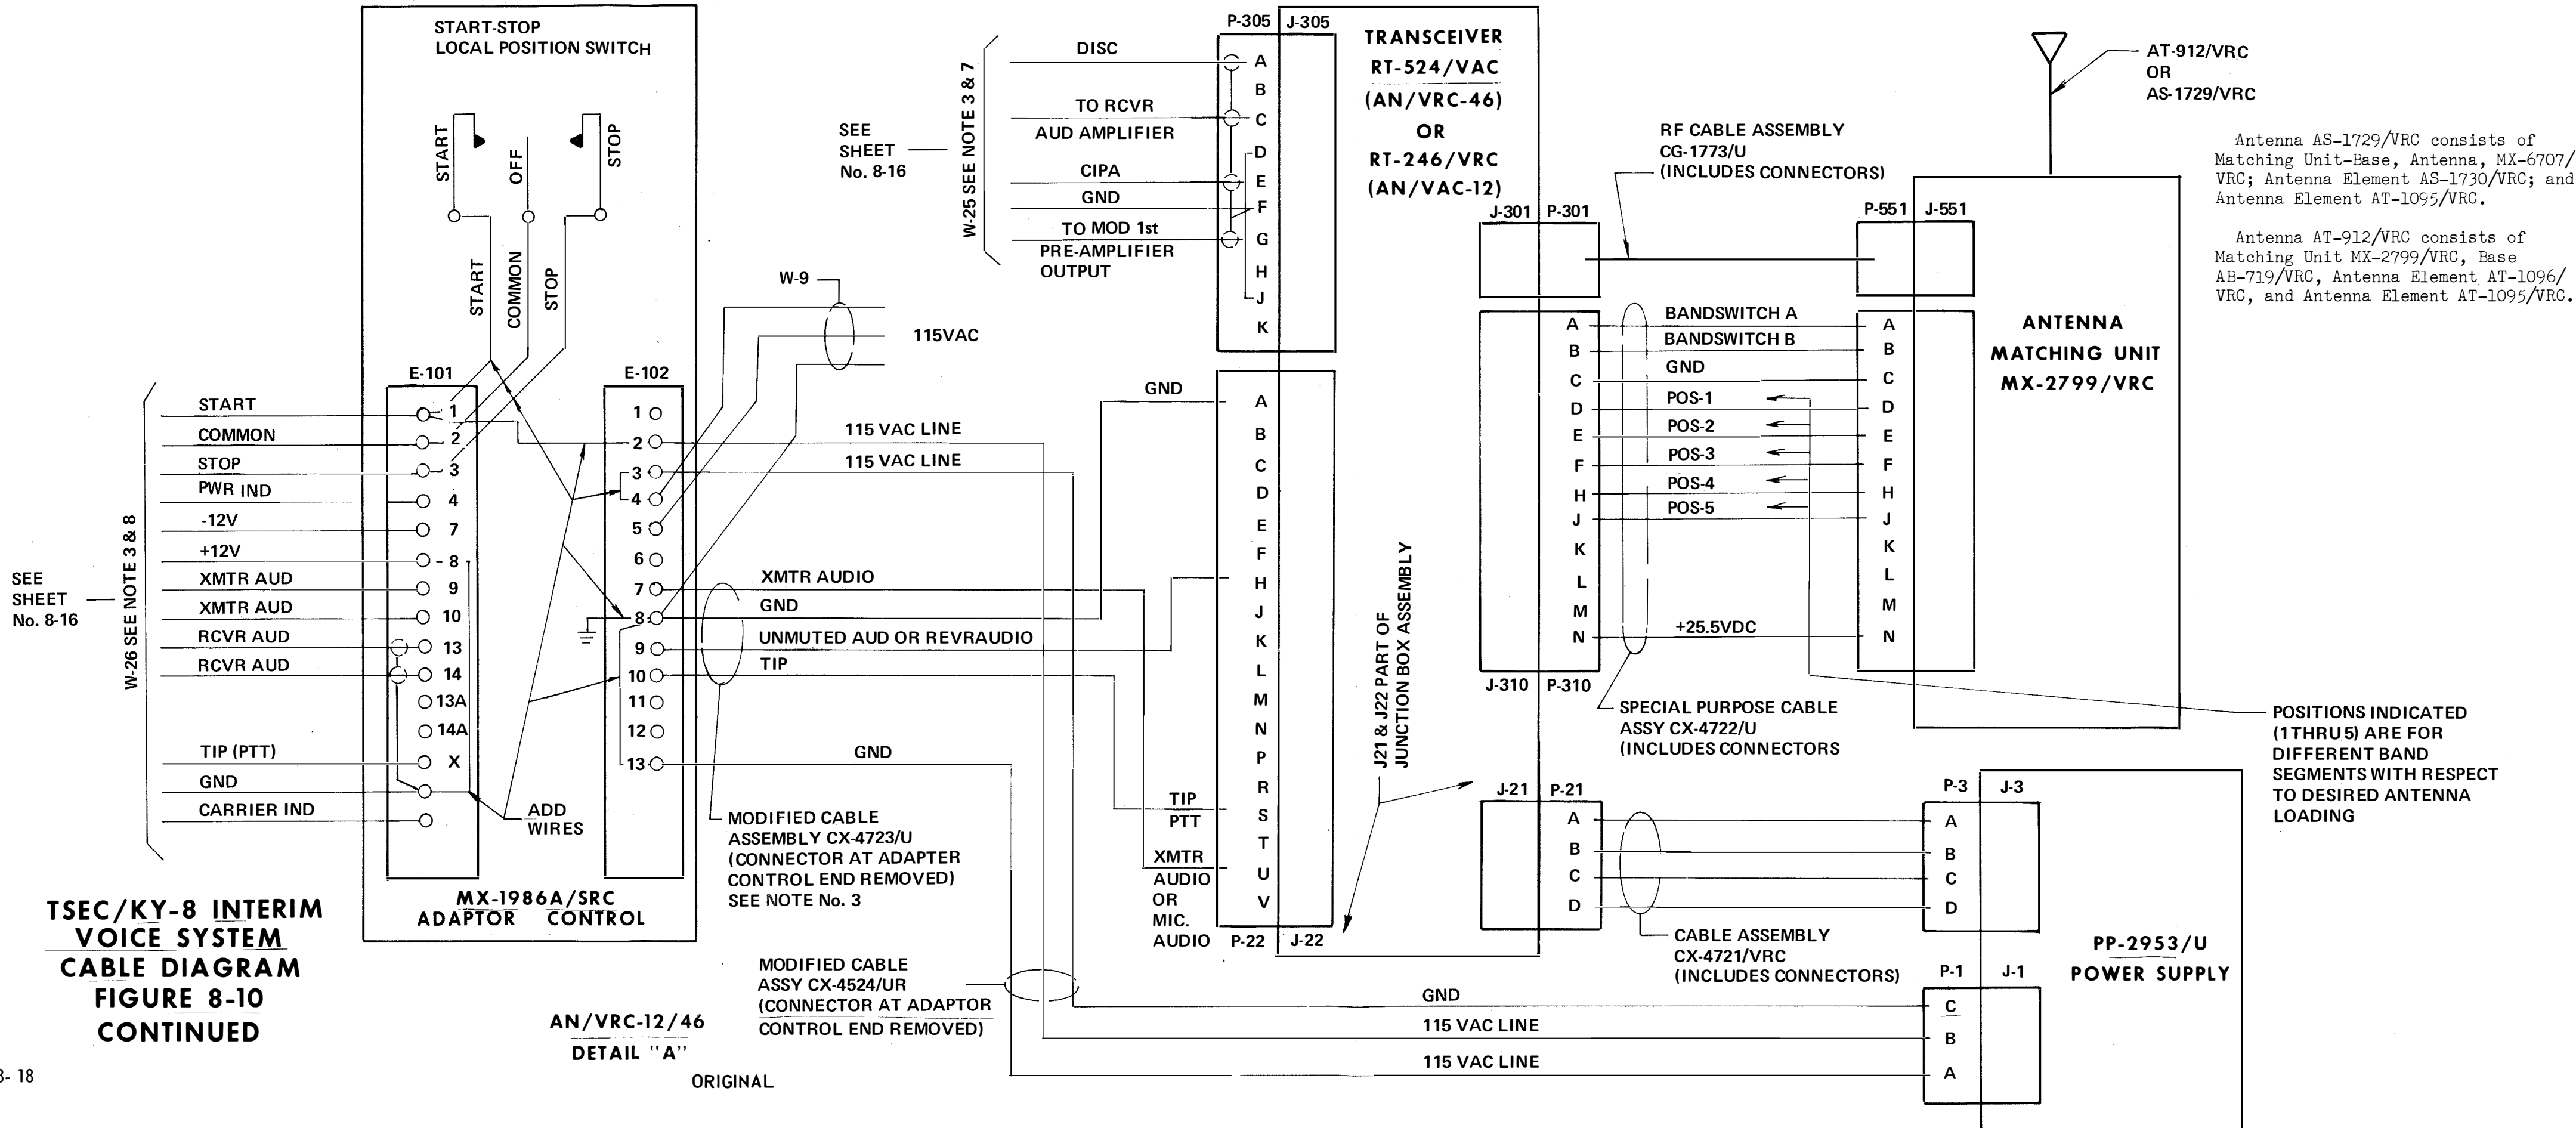 START-STOP
LOCAL POSITION SWITCH
START
OFF
STOP
START
COMMON
STOP
E-101
E-102
START
COMMON
STOP
PWR IND
-12V
+12V
XMTR AUD
XMTR AUD
RCVR AUD
RCVR AUD
TIP (PTT)
GND
CARRIER IND
SEE
SHEET
No. 8-16
W-26 SEE NOTE 3 & 8
1
2
3
4
7
8
9
10
13
14
13A
14A
X
1
2
3
4
5
6
7
8
9
10
11
12
13
ADD
WIRES
MX-1986A/SRC
ADAPTOR CONTROL
W-9
115VAC
115 VAC LINE
115 VAC LINE
XMTR AUDIO
GND
UNMUTED AUD OR REVRAUDIO
TIP
GND
MODIFIED CABLE
ASSEMBLY CX-4723/U
(CONNECTOR AT ADAPTER
CONTROL END REMOVED)
SEE NOTE No. 3
MODIFIED CABLE
ASSY CX-4524/UR
(CONNECTOR AT ADAPTOR
CONTROL END REMOVED)
SEE
SHEET
No. 8-16
W-25 SEE NOTE 3 & 7
DISC
TO RCVR
AUD AMPLIFIER
CIPA
GND
TO MOD 1st
PRE-AMPLIFIER
OUTPUT
P-305
J-305
A
B
C
D
E
F
G
H
J
K
TRANSCEIVER
RT-524/VAC
(AN/VRC-46)
OR
RT-246/VRC
(AN/VAC-12)
GND
A
B
C
D
E
F
H
J
K
L
M
N
P
R
S
T
U
V
TIP
PTT
XMTR
AUDIO
OR
MIC.
AUDIO
P-22
J-22
J21 & J22 PART OF
JUNCTION BOX ASSEMBLY
RF CABLE ASSEMBLY
CG-1773/U
(INCLUDES CONNECTORS)
J-301
P-301
P-551
J-551
A
B
C
D
E
F
H
J
K
L
M
N
BANDSWITCH A
BANDSWITCH B
GND
POS-1
POS-2
POS-3
POS-4
POS-5
+25.5VDC
A
B
C
D
E
F
H
J
K
L
M
N
J-310
P-310
SPECIAL PURPOSE CABLE
ASSY CX-4722/U
(INCLUDES CONNECTORS
ANTENNA
MATCHING UNIT
MX-2799/VRC
AT-912/VRC
OR
AS-1729/VRC
Antenna AS-1729/VRC consists of
Matching Unit-Base, Antenna, MX-6707/
VRC; Antenna Element AS-1730/VRC; and
Antenna Element AT-1095/VRC.
Antenna AT-912/VRC consists of
Matching Unit MX-2799/VRC, Base
AB-719/VRC, Antenna Element AT-1096/
VRC, and Antenna Element AT-1095/VRC.
POSITIONS INDICATED
(1THRU5) ARE FOR
DIFFERENT BAND
SEGMENTS WITH RESPECT
TO DESIRED ANTENNA
LOADING
J-21
P-21
A
B
C
D
P-3
J-3
A
B
C
D
CABLE ASSEMBLY
CX-4721/VRC
(INCLUDES CONNECTORS)
PP-2953/U
POWER SUPPLY
P-1
J-1
C
B
A
GND
115 VAC LINE
115 VAC LINE
TSEC/KY-8 INTERIM
VOICE SYSTEM
CABLE DIAGRAM
FIGURE 8-10
CONTINUED
AN/VRC-12/46
DETAIL "A"
ORIGINAL
8- 18